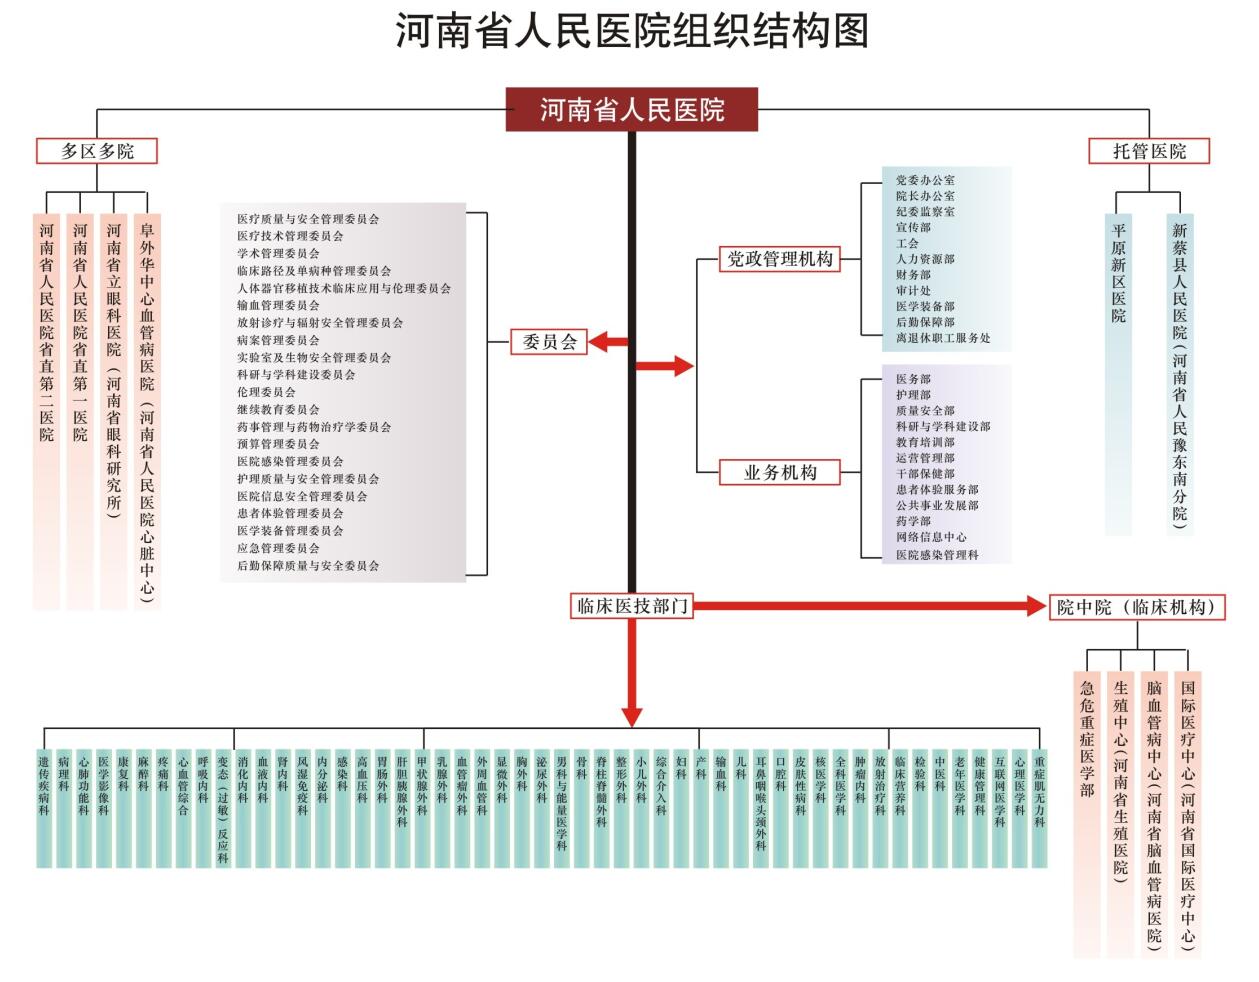 河南省人民医院组织结构图
河南省人民医院
多区多院
河南省人民医院省直第二医院
河南省人民医院省直第一医院
河南省立眼科医院（河南省眼科研究所）
阜外华中心血管病医院（河南省人民医院心脏中心）
医疗质量与安全管理委员会
医疗技术管理委员会
学术管理委员会
临床路径及单病种管理委员会
人体器官移植技术临床应用与伦理委员会
输血管理委员会
放射诊疗与辐射安全管理委员会
病案管理委员会
实验室及生物安全管理委员会
科研与学科建设委员会
伦理委员会
继续教育委员会
药事管理与药物治疗学委员会
预算管理委员会
医院感染管理委员会
护理质量与安全管理委员会
医院信息安全管理委员会
患者体验管理委员会
医学装备管理委员会
应急管理委员会
后勤保障质量与安全委员会
委员会
党政管理机构
党委办公室
院长办公室
纪委监察室
宣传部
工会
人力资源部
财务部
审计处
医学装备部
后勤保障部
离退休职工服务处
业务机构
医务部
护理部
质量安全部
科研与学科建设部
教育培训部
运营管理部
干部保健部
患者体验服务部
公共事业发展部
药学部
网络信息中心
医院感染管理科
托管医院
平原新区医院
新蔡县人民医院（河南省人民豫东南分院）
临床医技部门
院中院（临床机构）
急危重症医学部
生殖中心（河南省生殖医院）
脑血管病中心（河南省脑血管病医院）
国际医疗中心（河南省国际医疗中心）
遗传疾病科
病理科
心肺功能科
医学影像科
康复科
麻醉科
疼痛科
心血管综合
呼吸内科
变态（过敏）反应科
消化内科
血液内科
肾内科
风湿免疫科
内分泌科
感染科
高血压科
胃肠外科
肝胆胰腺外科
甲状腺外科
乳腺外科
血管瘤外科
外周血管科
显微外科
胸外科
泌尿外科
男科与能量医学科
骨科
脊柱脊髓外科
整形外科
小儿外科
综合介入科
妇科
产科
输血科
儿科
耳鼻咽喉头颈外科
口腔科
皮肤性病科
核医学科
全科医学科
肿瘤内科
放射治疗科
临床营养科
检验科
中医科
老年医学科
健康管理科
互联网医学科
心理医学科
重症肌无力科